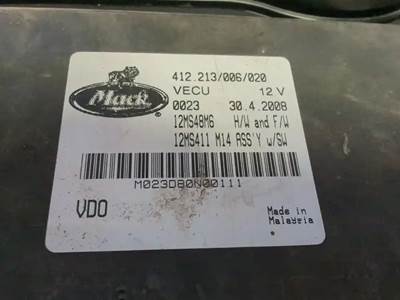 Mack
412.213/006/020
VECU 12 V
0023 30.4.2008
12MS48M6 H/W and F/W
12MS411 M14 ASS'Y w/SW
M023D80N00111
VDO
Made in
Malaysia